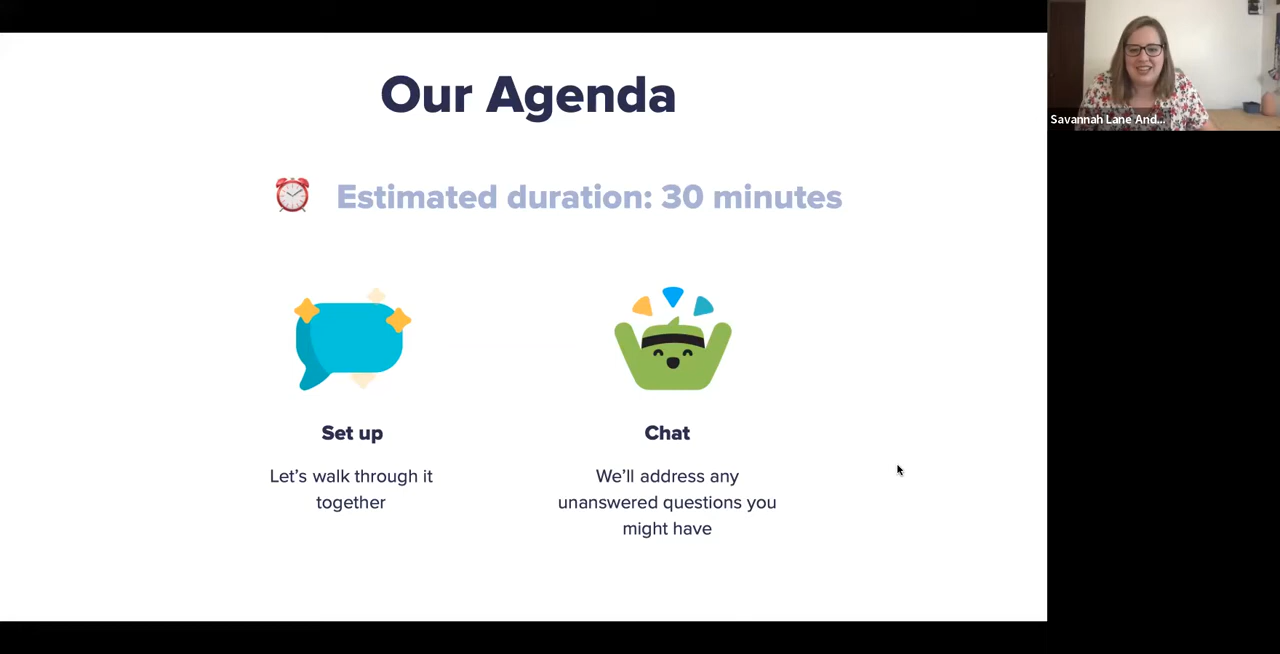 Our Agenda
Estimated duration: 30 minutes
Set up
Let’s walk through it
together
Chat
We’ll address any
unanswered questions you
might have
Savannah Lane And...